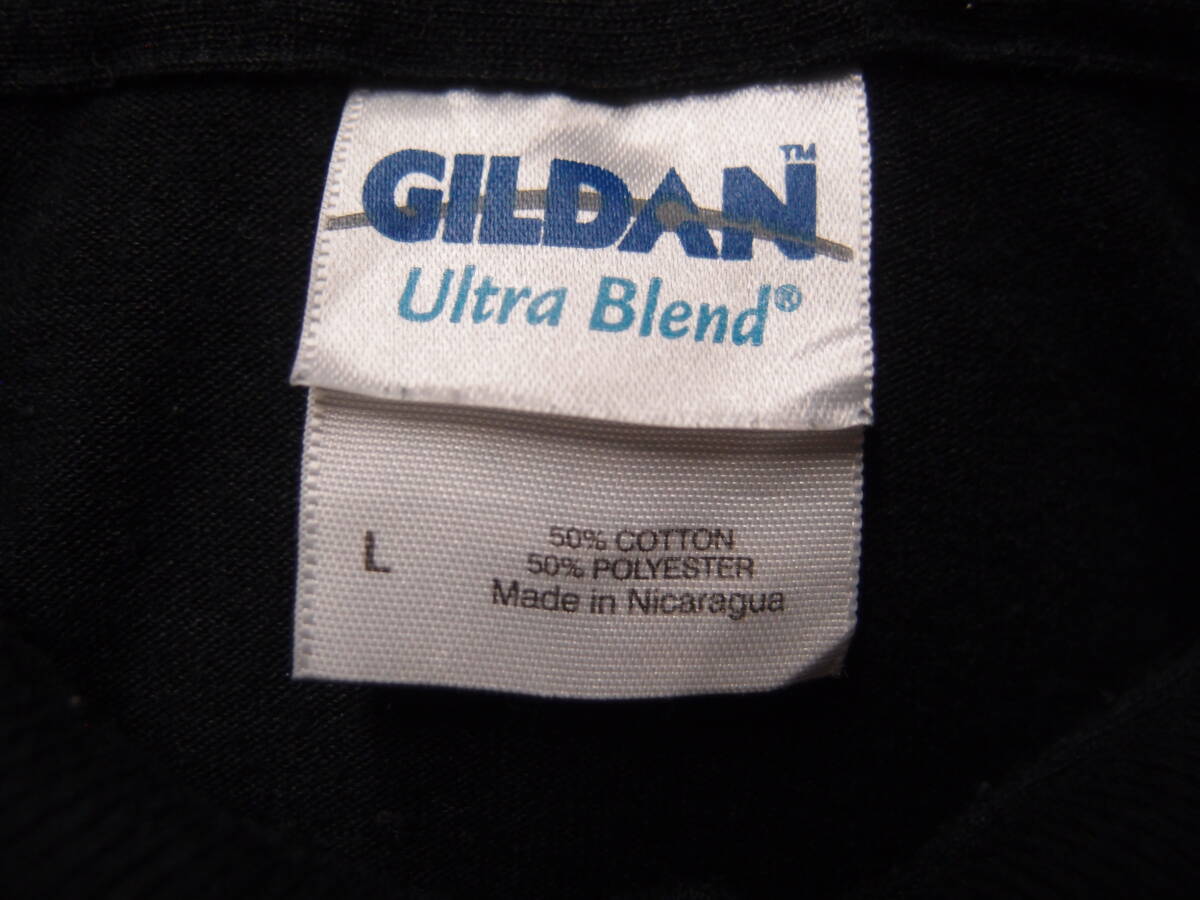 GILDAN™
Ultra Blend®
L
50% COTTON
50% POLYESTER
Made in Nicaragua